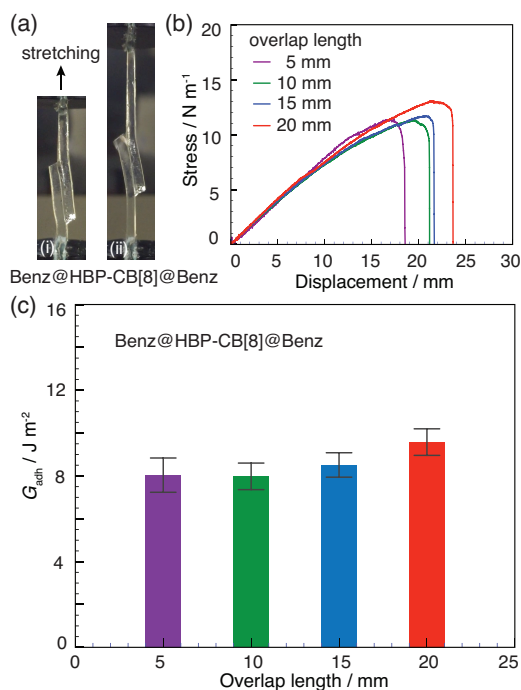 (a)
stretching
(i)
(ii)
Benz@HBP-CB[8]@Benz
(b)
overlap length
5 mm
10 mm
15 mm
20 mm
Stress / N m⁻¹
20
15
10
5
0
0 5 10 15 20 25 30
Displacement / mm
(c)
Benz@HBP-CB[8]@Benz
G_adh / J m⁻²
16
12
8
4
0
0 5 10 15 20 25
Overlap length / mm